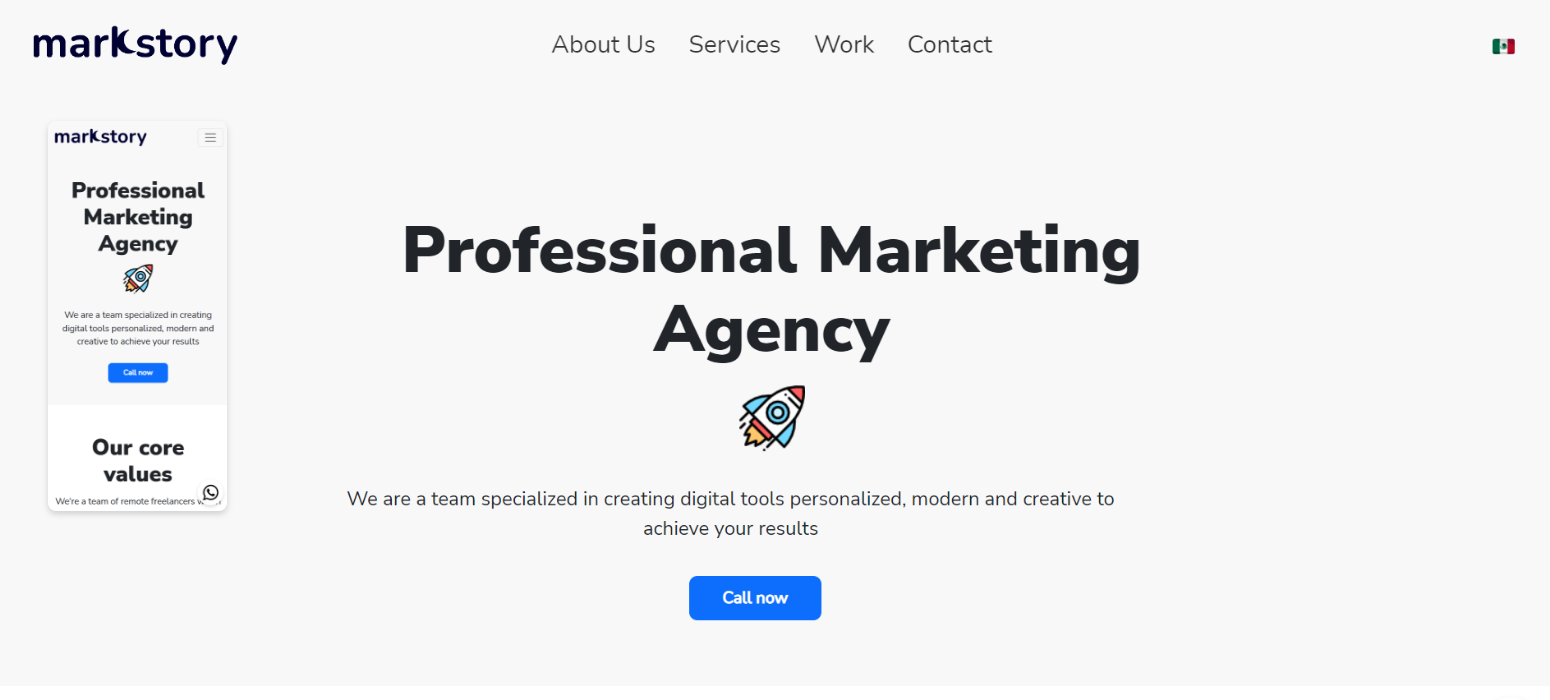 markstory
About Us Services Work Contact
markstory
Professional
Marketing
Agency
We are a team specialized in creating
digital tools personalized, modern and
creative to achieve your results
Call now
Our core
values
We're a team of remote freelancers
Professional Marketing
Agency
We are a team specialized in creating digital tools personalized, modern and creative to
achieve your results
Call now